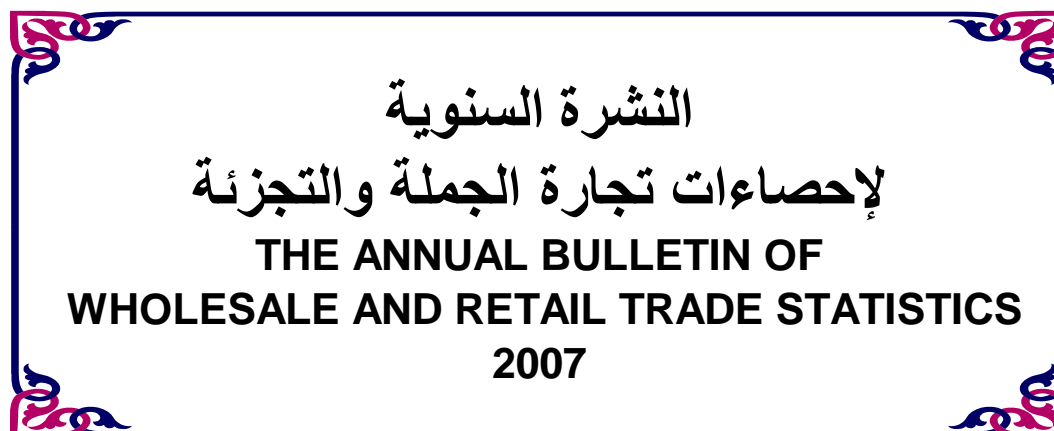 النشرة السنوية
لإحصاءات تجارة الجملة والتجزئة
THE ANNUAL BULLETIN OF
WHOLESALE AND RETAIL TRADE STATISTICS
2007